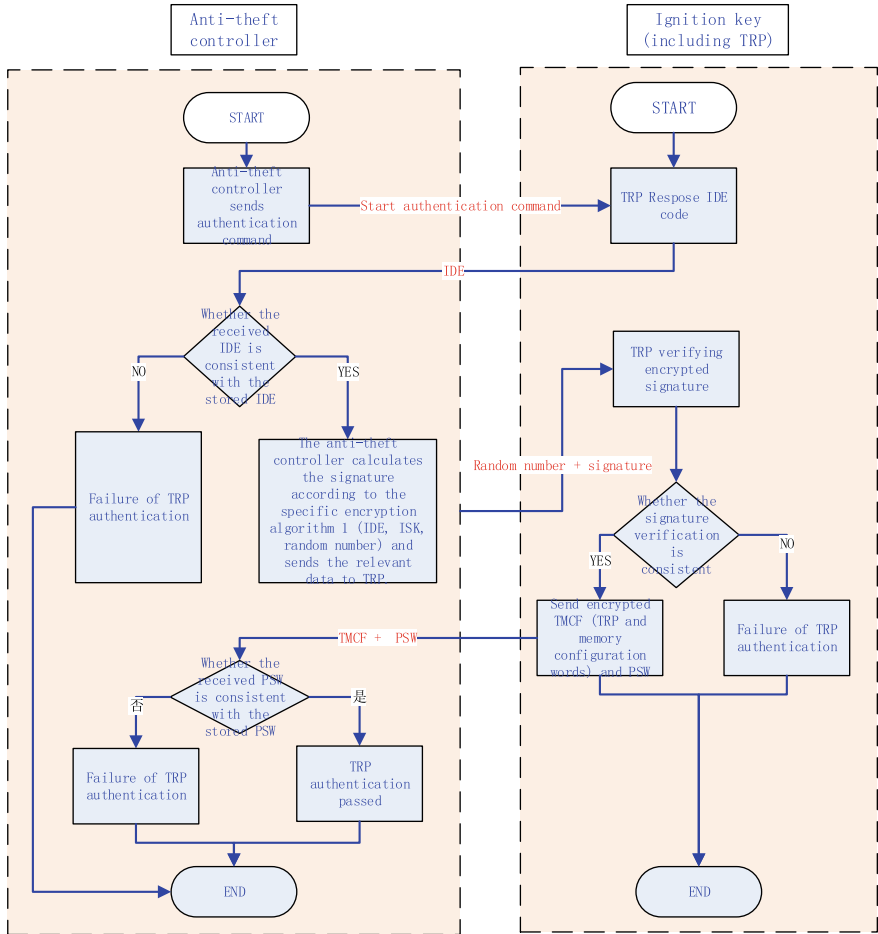 Anti-theft
controller
Ignition key
(including TRP)
START
START
Anti-theft
controller
sends
authentication
command
Start authentication command
TRP Respose IDE
code
IDE
Whether the
received
IDE is
consistent
with the
stored IDE
NO
YES
TRP verifying
encrypted
signature
Failure of TRP
authentication
The anti-theft
controller calculates
the signature
according to the
specific encryption
algorithm 1 (IDE, ISK,
random number) and
sends the relevant
data to TRP.
Random number + signature
Whether the
signature
verification
is
consistent
YES
NO
Send encrypted
TMCF (TRP and
memory
configuration
words) and PSW
Failure of TRP
authentication
TMCF + PSW
Whether the
received PSW
is consistent
with the
stored PSW
否
是
Failure of TRP
authentication
TRP
authentication
passed
END
END